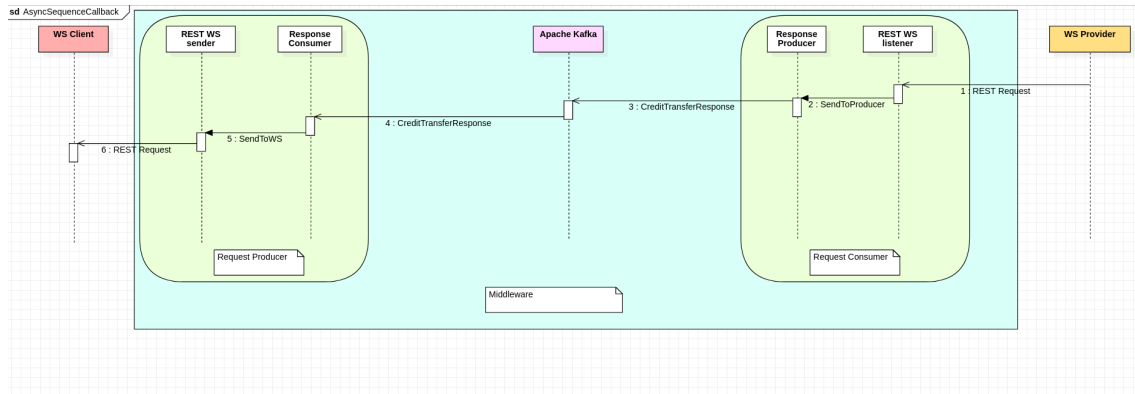 sd AsyncSequenceCallback
WS Client
REST WS
sender
Response
Consumer
Apache Kafka
Response
Producer
REST WS
listener
WS Provider
1 : REST Request
2 : SendToProducer
3 : CreditTransferResponse
4 : CreditTransferResponse
5 : SendToWS
6 : REST Request
Request Producer
Request Consumer
Middleware